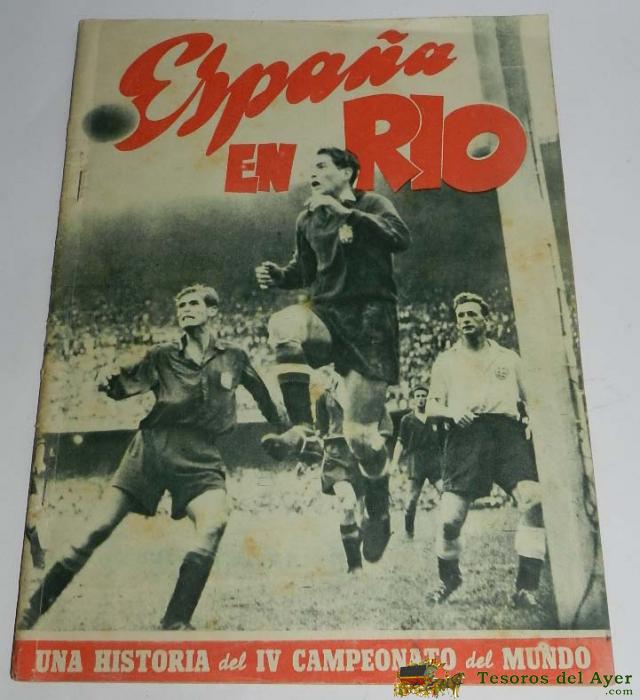 España
EN RIO
UNA HISTORIA del IV CAMPEONATO del MUNDO
Tesoros del Ayer
.com